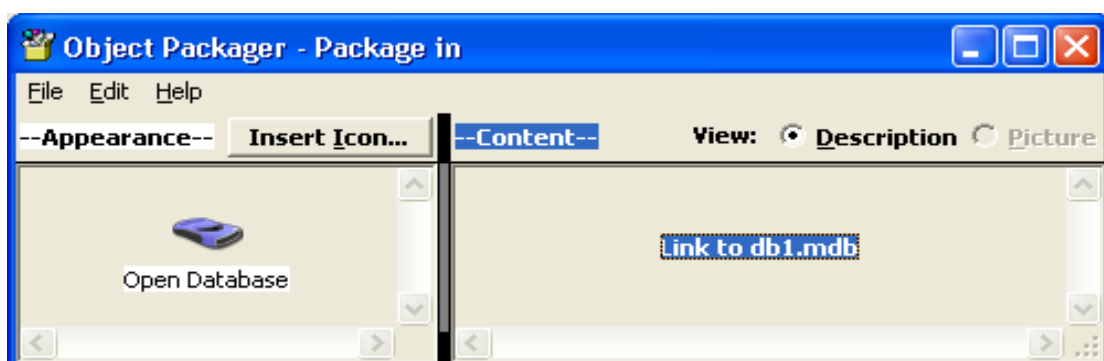 Object Packager - Package in
File Edit Help
--Appearance-- Insert Icon... --Content-- View: Description Picture
Link to db1.mdb
Open Database